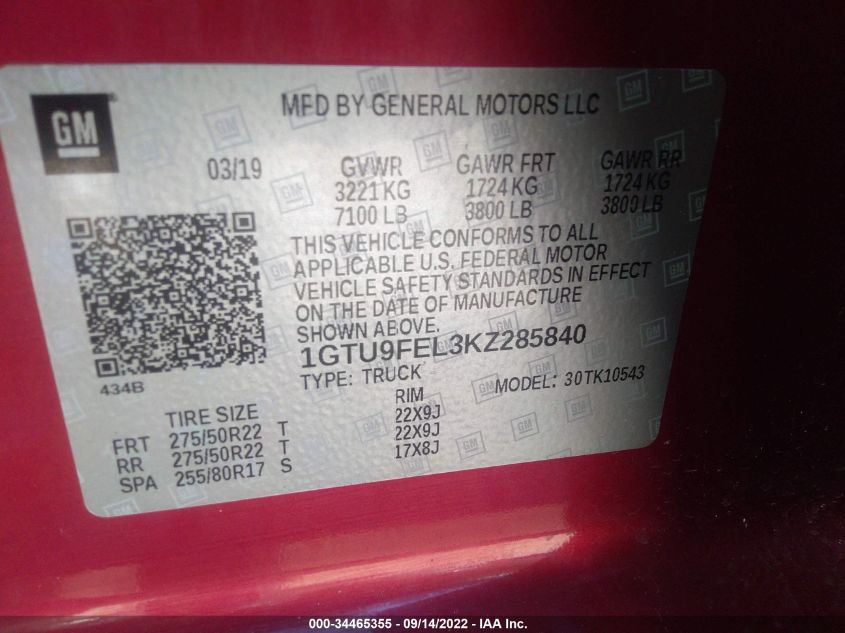 GM
MFD BY GENERAL MOTORS LLC
03/19 GVWR GAWR FRT GAWR RR
3221 KG 1724 KG 1724 KG
7100 LB 3800 LB 3800 LB
THIS VEHICLE CONFORMS TO ALL
APPLICABLE U.S. FEDERAL MOTOR
VEHICLE SAFETY STANDARDS IN EFFECT
ON THE DATE OF MANUFACTURE
SHOWN ABOVE.
1GTU9FEL3KZ285840
434B
TYPE: TRUCK MODEL: 30TK10543
TIRE SIZE RIM
FRT 275/50R22 T 22X9J
RR 275/50R22 T 22X9J
SPA 255/80R17 S 17X8J
000-34465355 - 09/14/2022 - IAA Inc.